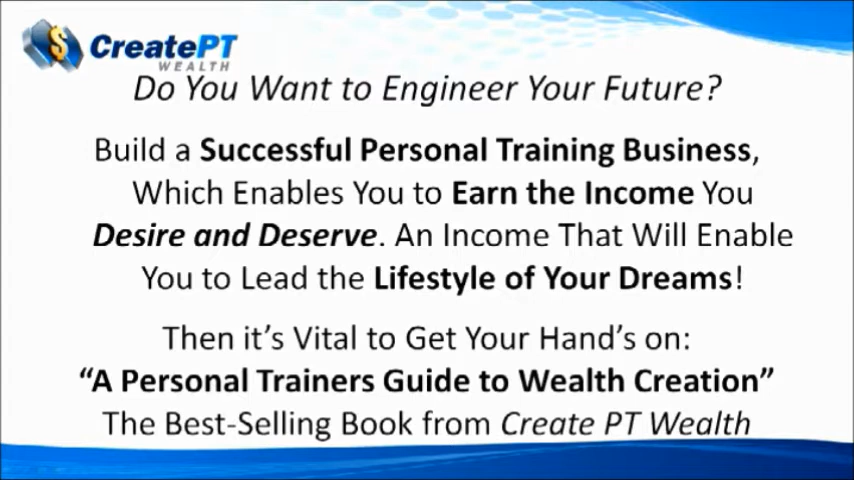 CreatePT
WEALTH
Do You Want to Engineer Your Future?
Build a Successful Personal Training Business,
Which Enables You to Earn the Income You
Desire and Deserve. An Income That Will Enable
You to Lead the Lifestyle of Your Dreams!
Then it's Vital to Get Your Hand's on:
“A Personal Trainers Guide to Wealth Creation”
The Best-Selling Book from Create PT Wealth